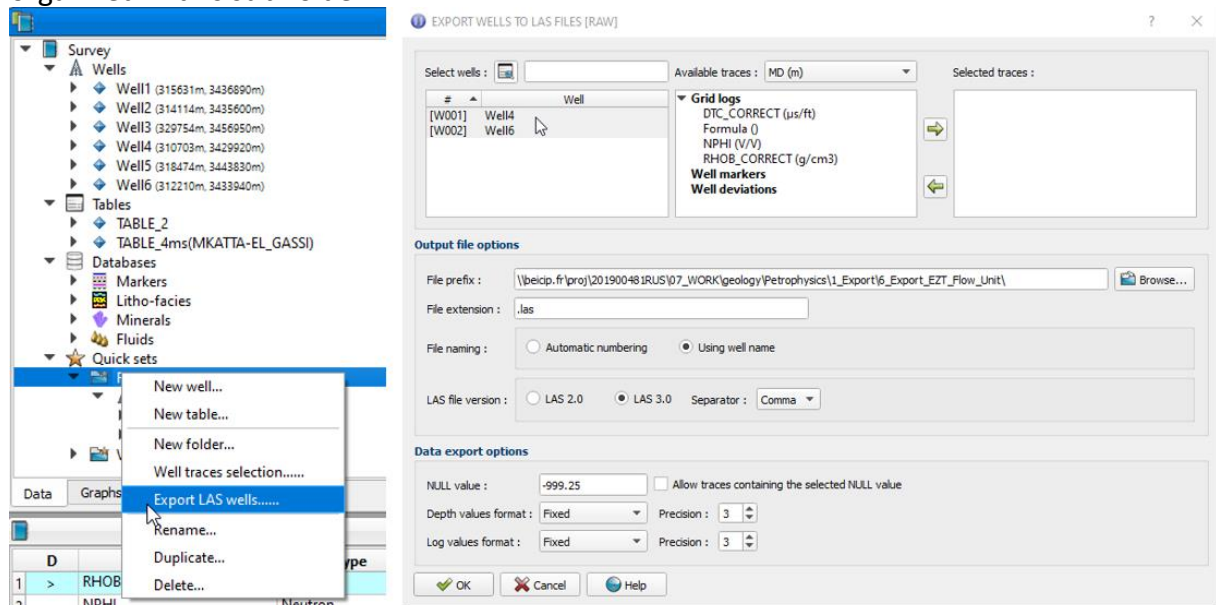 Survey
Wells
Well1 (315631m, 3436890m)
Well2 (314114m, 3435600m)
Well3 (329754m, 3456950m)
Well4 (310703m, 3429920m)
Well5 (318474m, 3443830m)
Well6 (312210m, 3433940m)
Tables
TABLE_2
TABLE_4ms(MKATTA-EL_GASSI)
Databases
Markers
Litho-facies
Minerals
Fluids
Quick sets
New well...
New table...
New folder...
Well traces selection......
Export LAS wells......
Rename...
Duplicate...
Delete...
Data Graphs
D ype
1 > RHOB
NPHI Neutron
EXPORT WELLS TO LAS FILES [RAW] ? ×
Select wells : Available traces : MD (m) Selected traces :
# Well
[W001] Well4
[W002] Well6
Grid logs
DTC_CORRECT (µs/ft)
Formula ()
NPHI (V/V)
RHOB_CORRECT (g/cm3)
Well markers
Well deviations
Output file options
File prefix : \\beicip.fr\proj\201900481RUS\07_WORK\geology\Petrophysics\1_Export\6_Export_EZT_Flow_Unit\ Browse...
File extension : .las
File naming : Automatic numbering Using well name
LAS file version : LAS 2.0 LAS 3.0 Separator : Comma
Data export options
NULL value : -999.25 Allow traces containing the selected NULL value
Depth values format : Fixed Precision : 3
Log values format : Fixed Precision : 3
OK Cancel Help